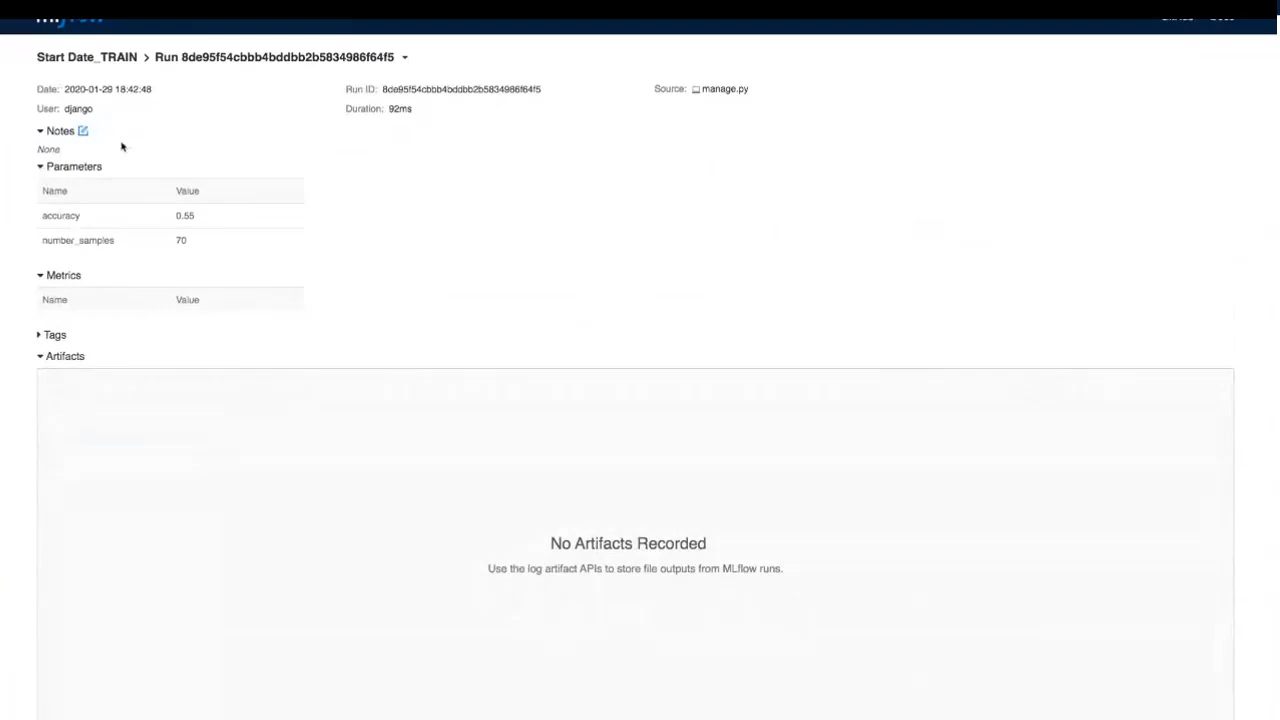 Start Date_TRAIN > Run 8de95f54cbbb4bddbb2b5834986f64f5
Date: 2020-01-29 18:42:48 Run ID: 8de95f54cbbb4bddbb2b5834986f64f5 Source: manage.py
User: django Duration: 92ms
Notes
None
Parameters
Name Value
accuracy 0.55
number_samples 70
Metrics
Name Value
Tags
Artifacts
No Artifacts Recorded
Use the log artifact APIs to store file outputs from MLflow runs.